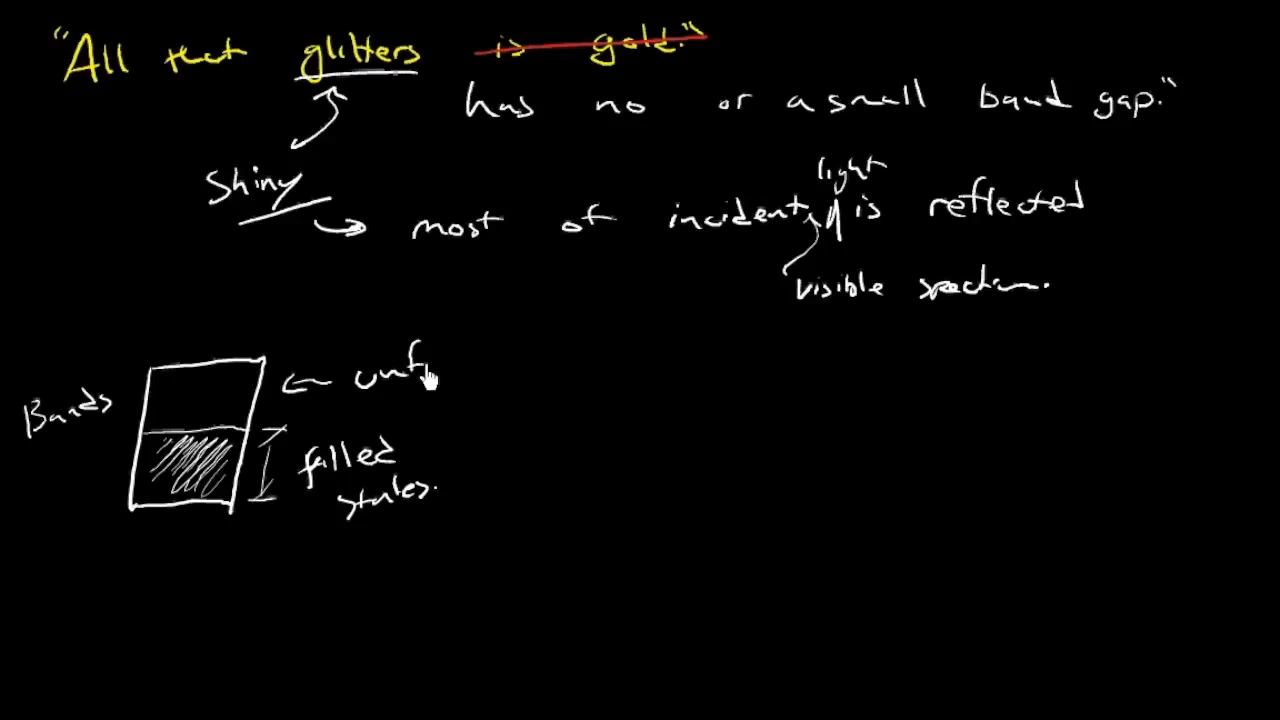 "All that glitters is gold."
has no or a small band gap."
Shiny
light
most of incident is reflected
visible spectrum.
Bands
← unf
filled
states.